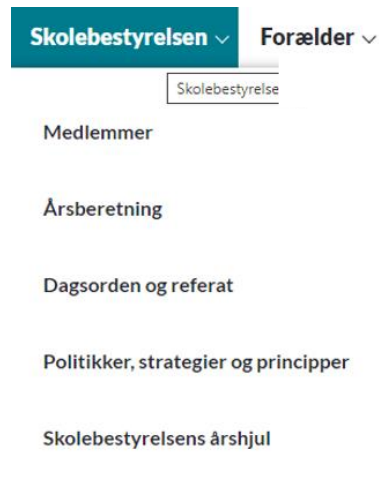 Skolebestyrelsen Forælder
Skolebestyrelse
Medlemmer
Årsberetning
Dagsorden og referat
Politikker, strategier og principper
Skolebestyrelsens årshjul